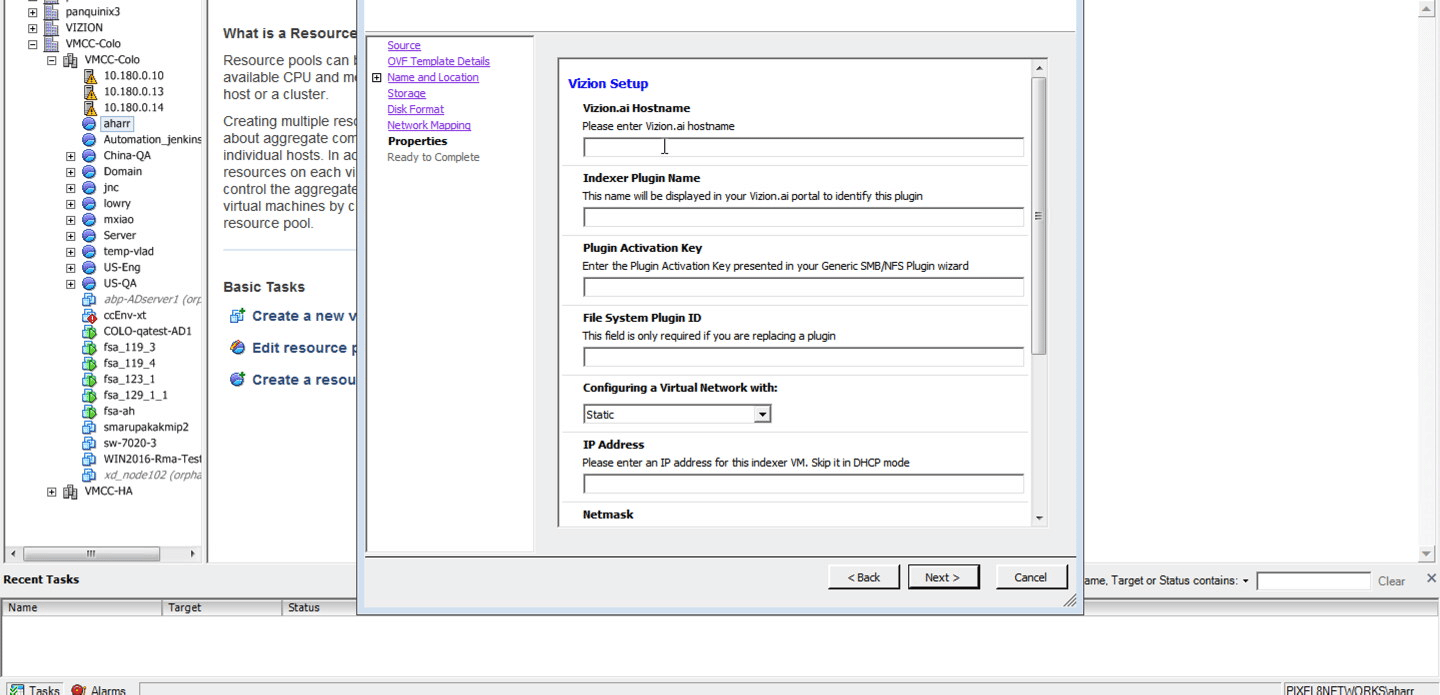 panquinix3
VIZION
VMCC-Colo
VMCC-Colo
10.180.0.10
10.180.0.13
10.180.0.14
aharr
Automation_jenkins
China-QA
Domain
jnc
lowry
mxiao
Server
temp-vlad
US-Eng
US-QA
abp-ADserver1 (orp
ccEnv-xt
COLO-qatest-AD1
fsa_119_3
fsa_119_4
fsa_123_1
fsa_129_1_1
fsa-ah
smarupakakmip2
sw-7020-3
WIN2016-Rma-Test
xd_node102 (orpha
VMCC-HA
What is a Resource
Resource pools can b
available CPU and me
host or a cluster.
Creating multiple reso
about aggregate com
individual hosts. In ad
resources on each vi
control the aggregate
virtual machines by c
resource pool.
Basic Tasks
Create a new v
Edit resource p
Create a resou
Source
OVF Template Details
Name and Location
Storage
Disk Format
Network Mapping
Properties
Ready to Complete
Vizion Setup
Vizion.ai Hostname
Please enter Vizion.ai hostname
Indexer Plugin Name
This name will be displayed in your Vizion.ai portal to identify this plugin
Plugin Activation Key
Enter the Plugin Activation Key presented in your Generic SMB/NFS Plugin wizard
File System Plugin ID
This field is only required if you are replacing a plugin
Configuring a Virtual Network with:
Static
IP Address
Please enter an IP address for this indexer VM. Skip it in DHCP mode
Netmask
< Back Next > Cancel
Recent Tasks
ame, Target or Status contains: Clear
Name Target Status
Tasks Alarms
PIXEL8NETWORKS\aharr